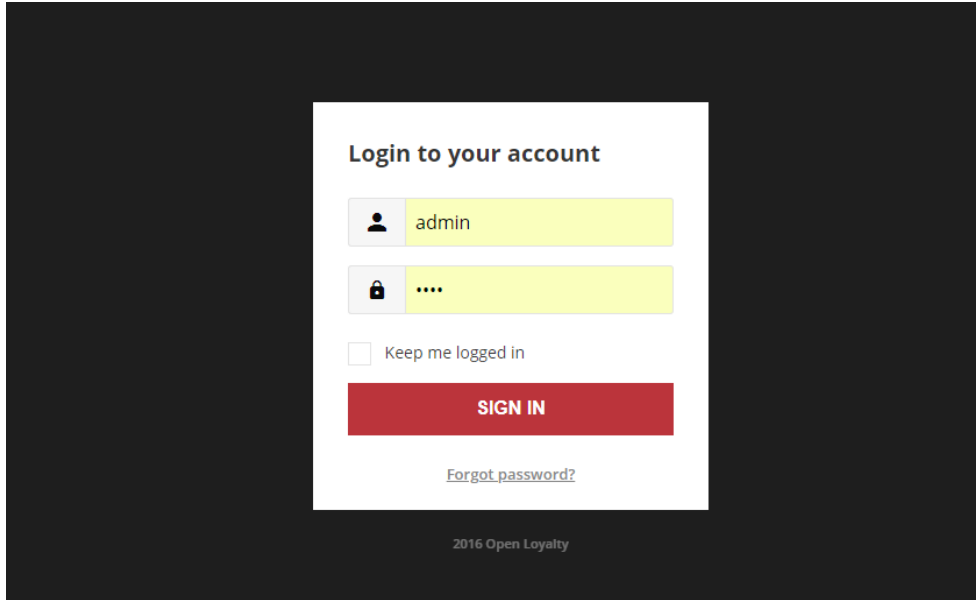 Login to your account
admin
••••
Keep me logged in
SIGN IN
Forgot password?
2016 Open Loyalty